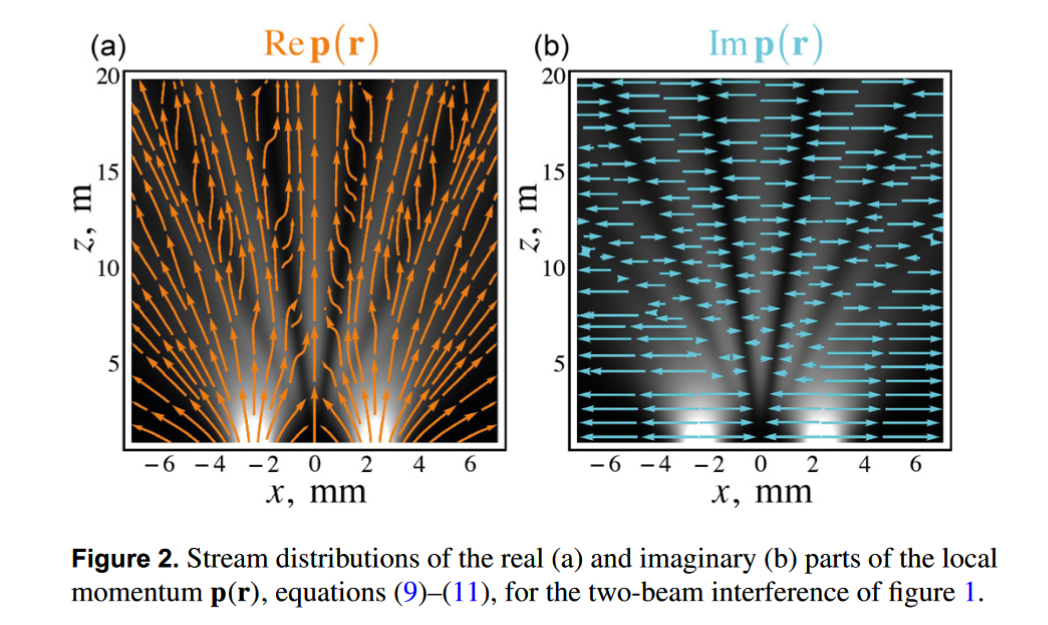 (a) Re p(r)
(b) Im p(r)
20
15
10
5
z, m
−6 −4 −2 0 2 4 6
x, mm
20
15
10
5
z, m
−6 −4 −2 0 2 4 6
x, mm
Figure 2. Stream distributions of the real (a) and imaginary (b) parts of the local
momentum p(r), equations (9)–(11), for the two-beam interference of figure 1.